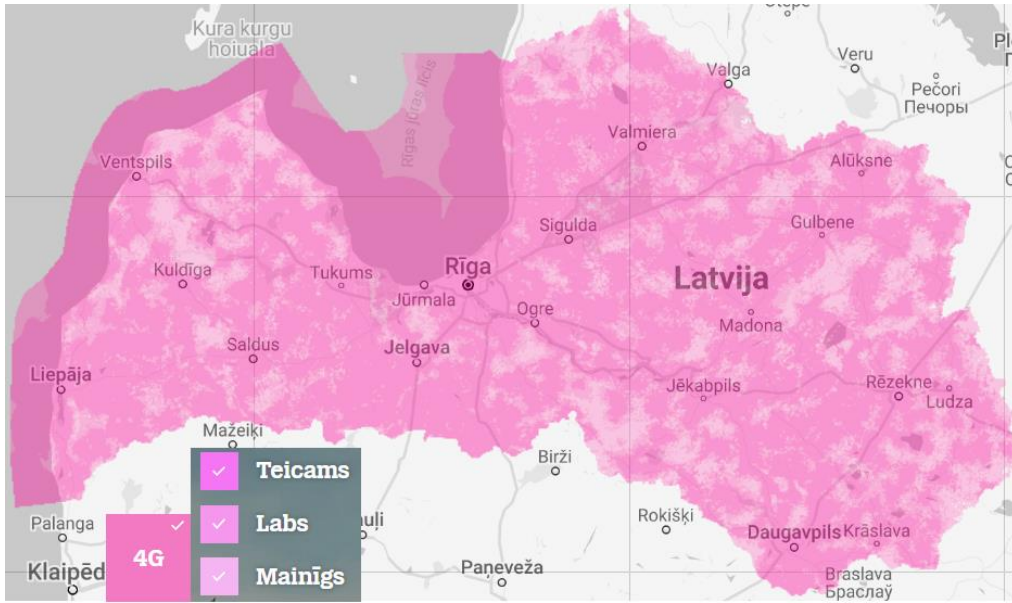 Kura kurgu
hoiuala
Veru
Valga
Pečori
Печоры
Rīgas jūras līcis
Valmiera
Ventspils
Alūksne
Sigulda
Gulbene
Rīga
Kuldīga
Tukums
Latvija
Jūrmala
Ogre
Madona
Saldus
Jelgava
Liepāja
Jēkabpils
Rēzekne
Ludza
Mažeiķi
Birži
Teicams
Palanga
Labs
Rokišķi
Daugavpils
Krāslava
4G
Mainīgs
Klaipēd
Paņeveža
Braslava
Браслаў